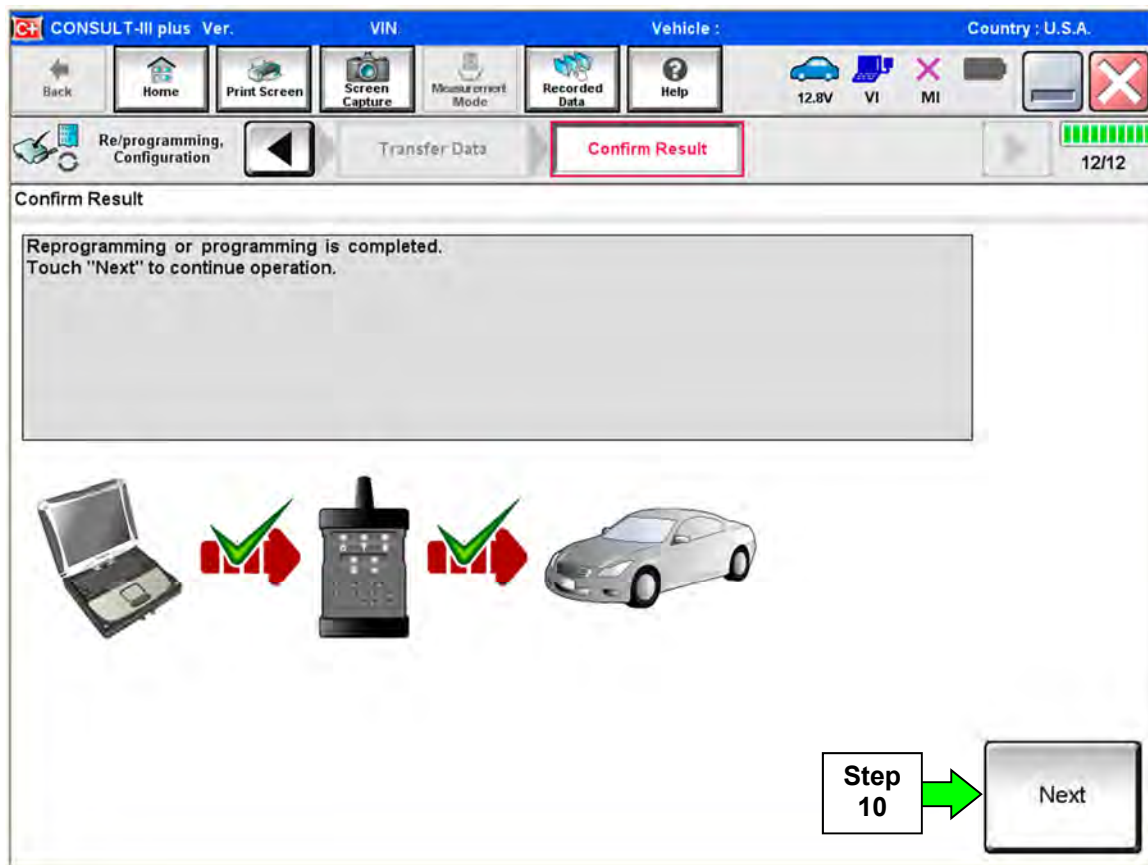 C+ CONSULT-III plus Ver. VIN Vehicle : Country : U.S.A.
Back
Home
Print Screen
Screen
Capture
Measurement
Mode
Recorded
Data
Help
12.8V
VI
MI
Re/programming,
Configuration
Transfer Data
Confirm Result
12/12
Confirm Result
Reprogramming or programming is completed.
Touch "Next" to continue operation.
Step
10
Next